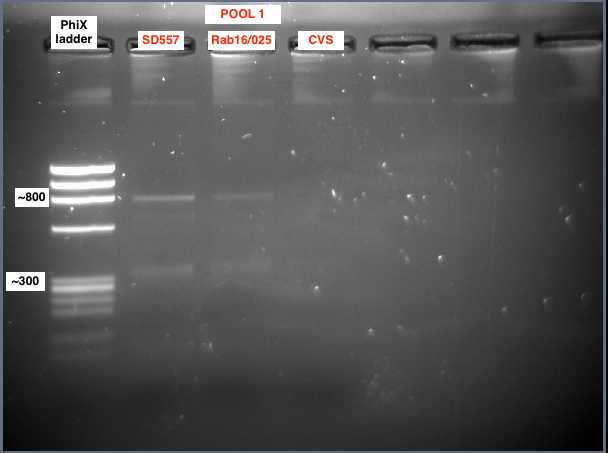 POOL 1
PhiX
ladder
SD557
Rab16/025
CVS
~800
~300